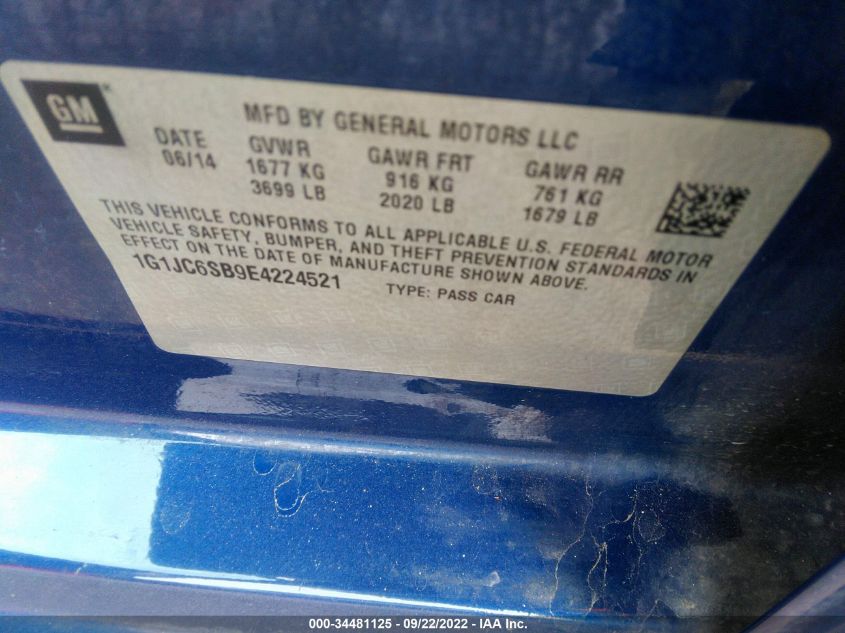 GM
MFD BY GENERAL MOTORS LLC
DATE GVWR GAWR FRT GAWR RR
06/14 1677 KG 916 KG 761 KG
3699 LB 2020 LB 1679 LB
THIS VEHICLE CONFORMS TO ALL APPLICABLE U.S. FEDERAL MOTOR
VEHICLE SAFETY, BUMPER, AND THEFT PREVENTION STANDARDS IN
EFFECT ON THE DATE OF MANUFACTURE SHOWN ABOVE.
1G1JC6SB9E4224521 TYPE: PASS CAR
000-34481125 - 09/22/2022 - IAA Inc.